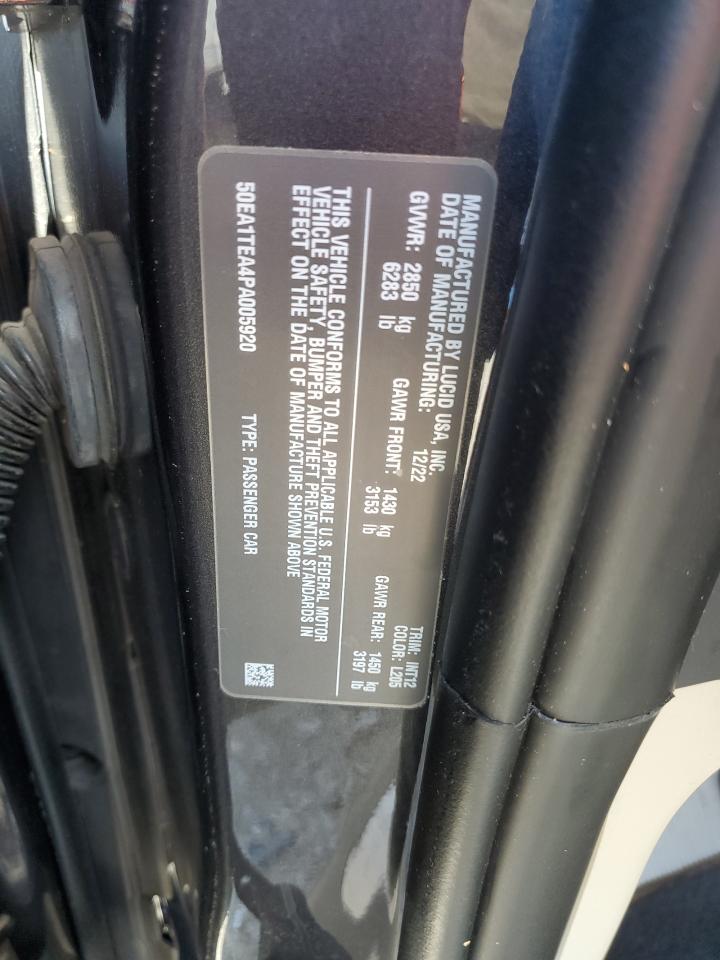 MANUFACTURED BY LUCID USA, INC.
DATE OF MANUFACTURING: 12/22
TRIM: INT12
COLOR: L205
GVWR: 2850 kg
6283 lb
GAWR FRONT: 1430 kg
3153 lb
GAWR REAR: 1450 kg
3197 lb
THIS VEHICLE CONFORMS TO ALL APPLICABLE U.S. FEDERAL MOTOR
VEHICLE SAFETY, BUMPER AND THEFT PREVENTION STANDARDS IN
EFFECT ON THE DATE OF MANUFACTURE SHOWN ABOVE
50EA1TEA4PA005920 TYPE: PASSENGER CAR